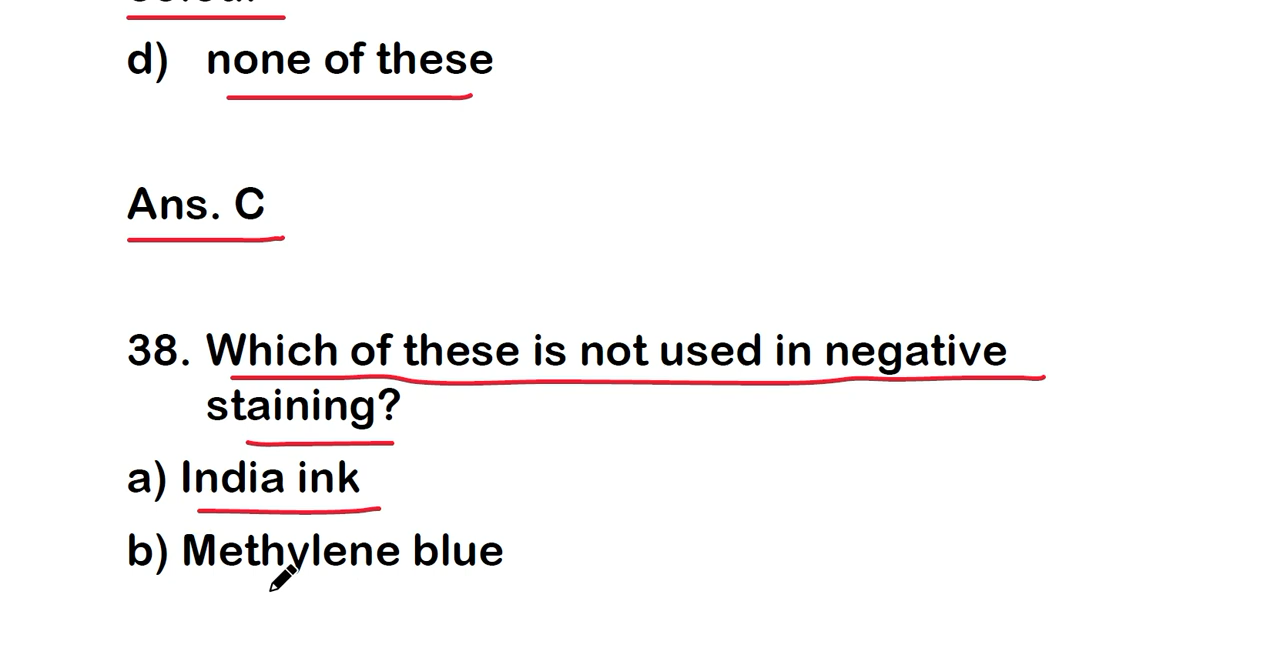 d) none of these
Ans. C
38. Which of these is not used in negative
staining?
a) India ink
b) Methylene blue